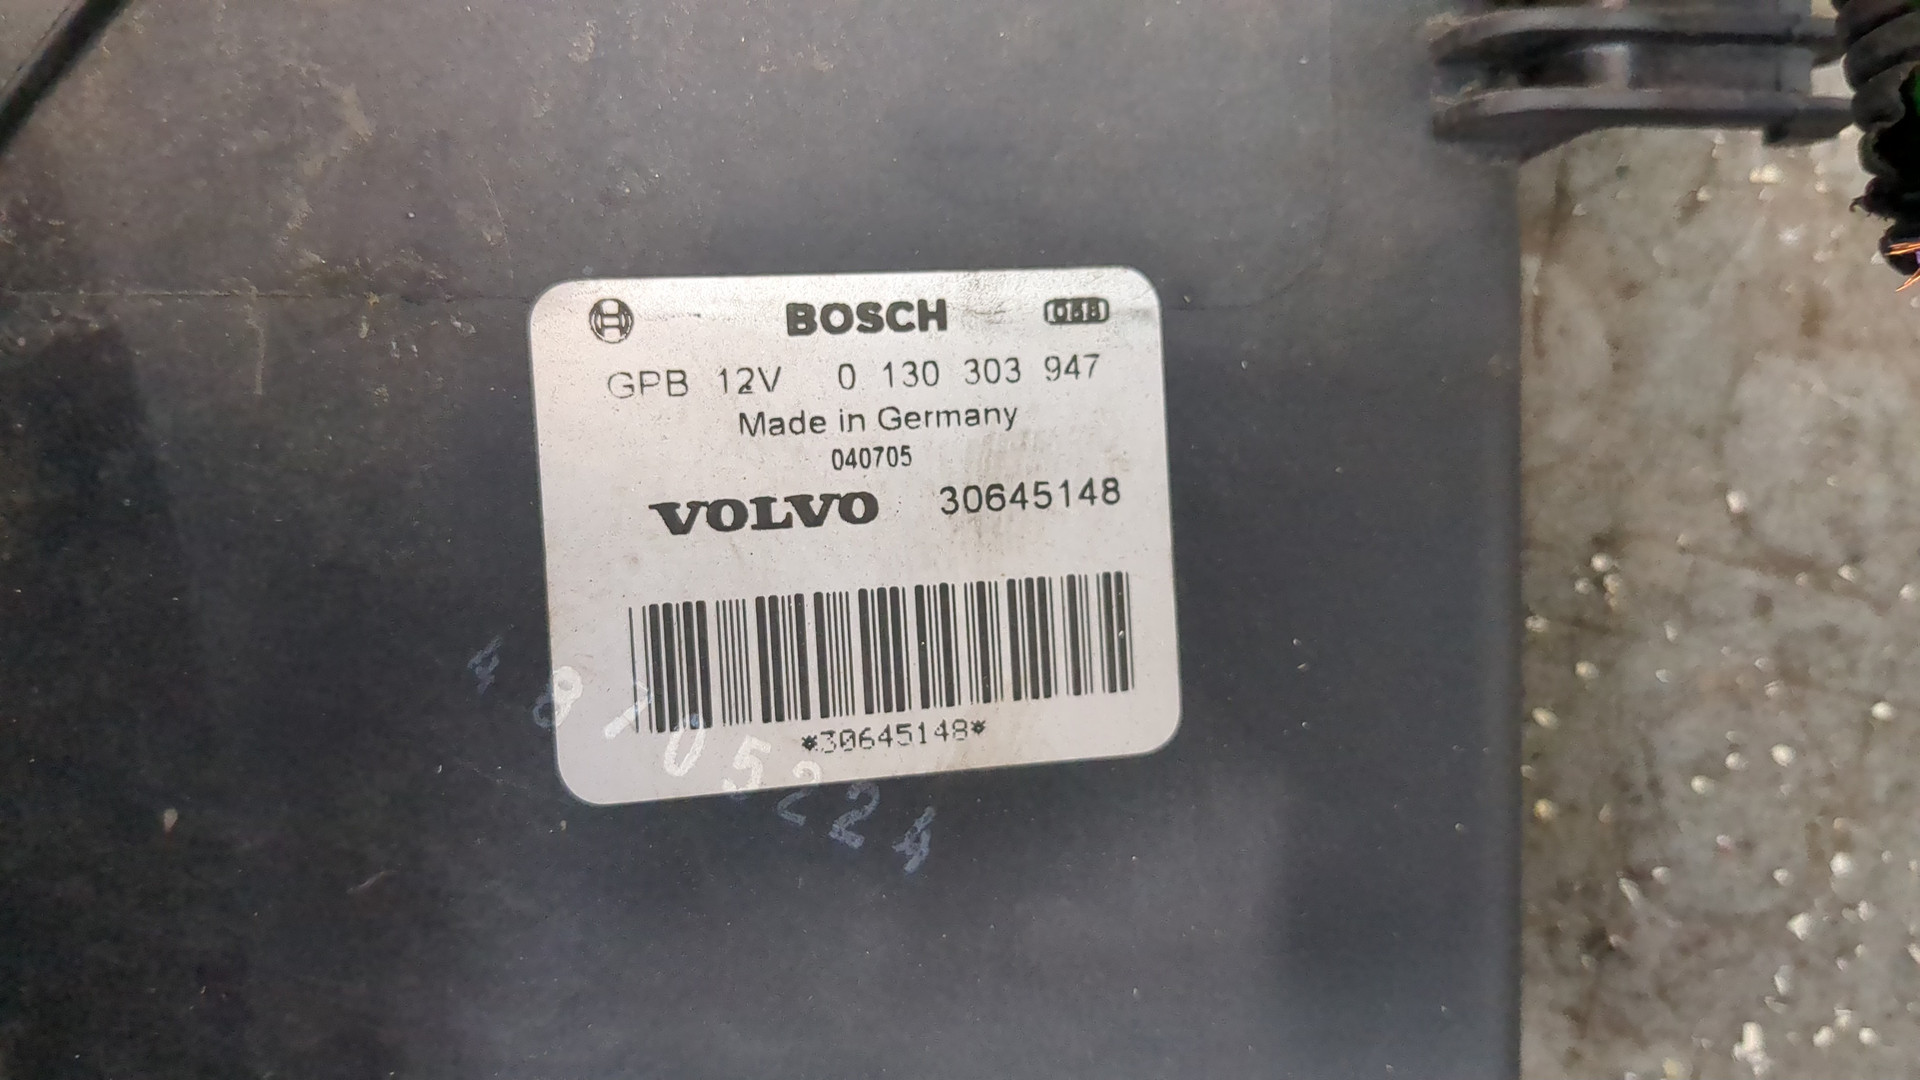 BOSCH
GPB 12V 0 130 303 947
Made in Germany
040705
VOLVO 30645148
*30645148*